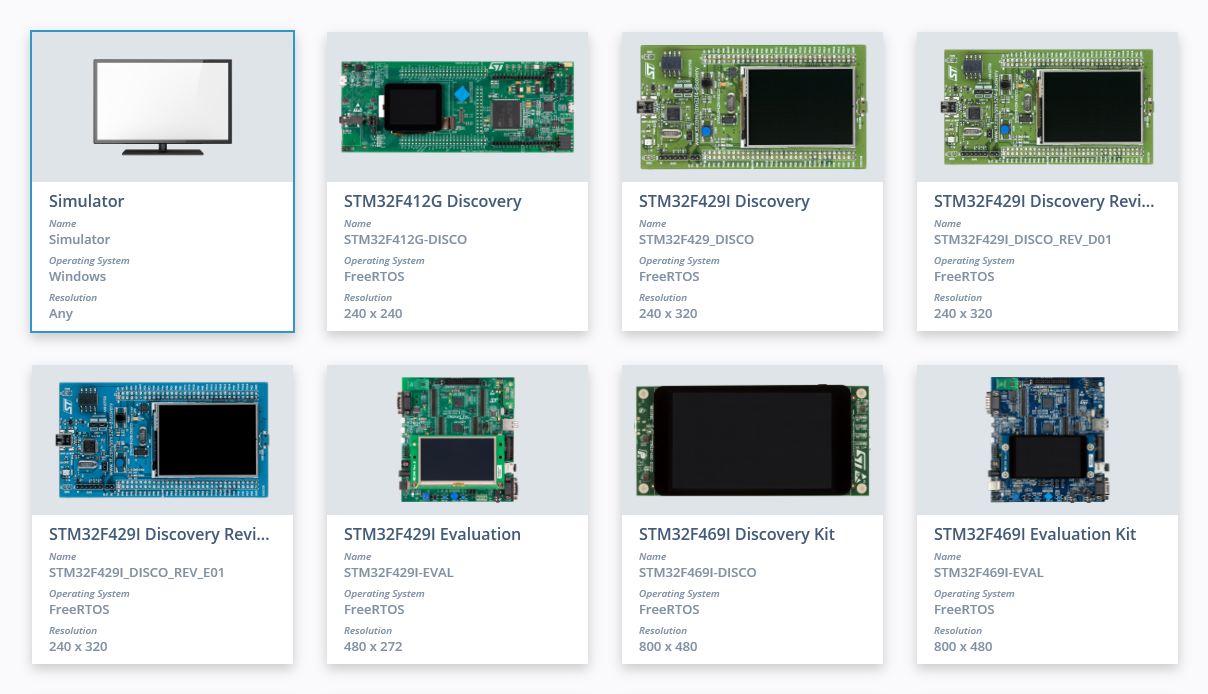 Simulator
Name
Simulator
Operating System
Windows
Resolution
Any
STM32F412G Discovery
Name
STM32F412G-DISCO
Operating System
FreeRTOS
Resolution
240 x 240
STM32F429I Discovery
Name
STM32F429_DISCO
Operating System
FreeRTOS
Resolution
240 x 320
STM32F429I Discovery Revi...
Name
STM32F429I_DISCO_REV_D01
Operating System
FreeRTOS
Resolution
240 x 320
STM32F429I Discovery Revi...
Name
STM32F429I_DISCO_REV_E01
Operating System
FreeRTOS
Resolution
240 x 320
STM32F429I Evaluation
Name
STM32F429I-EVAL
Operating System
FreeRTOS
Resolution
480 x 272
STM32F469I Discovery Kit
Name
STM32F469I-DISCO
Operating System
FreeRTOS
Resolution
800 x 480
STM32F469I Evaluation Kit
Name
STM32F469I-EVAL
Operating System
FreeRTOS
Resolution
800 x 480